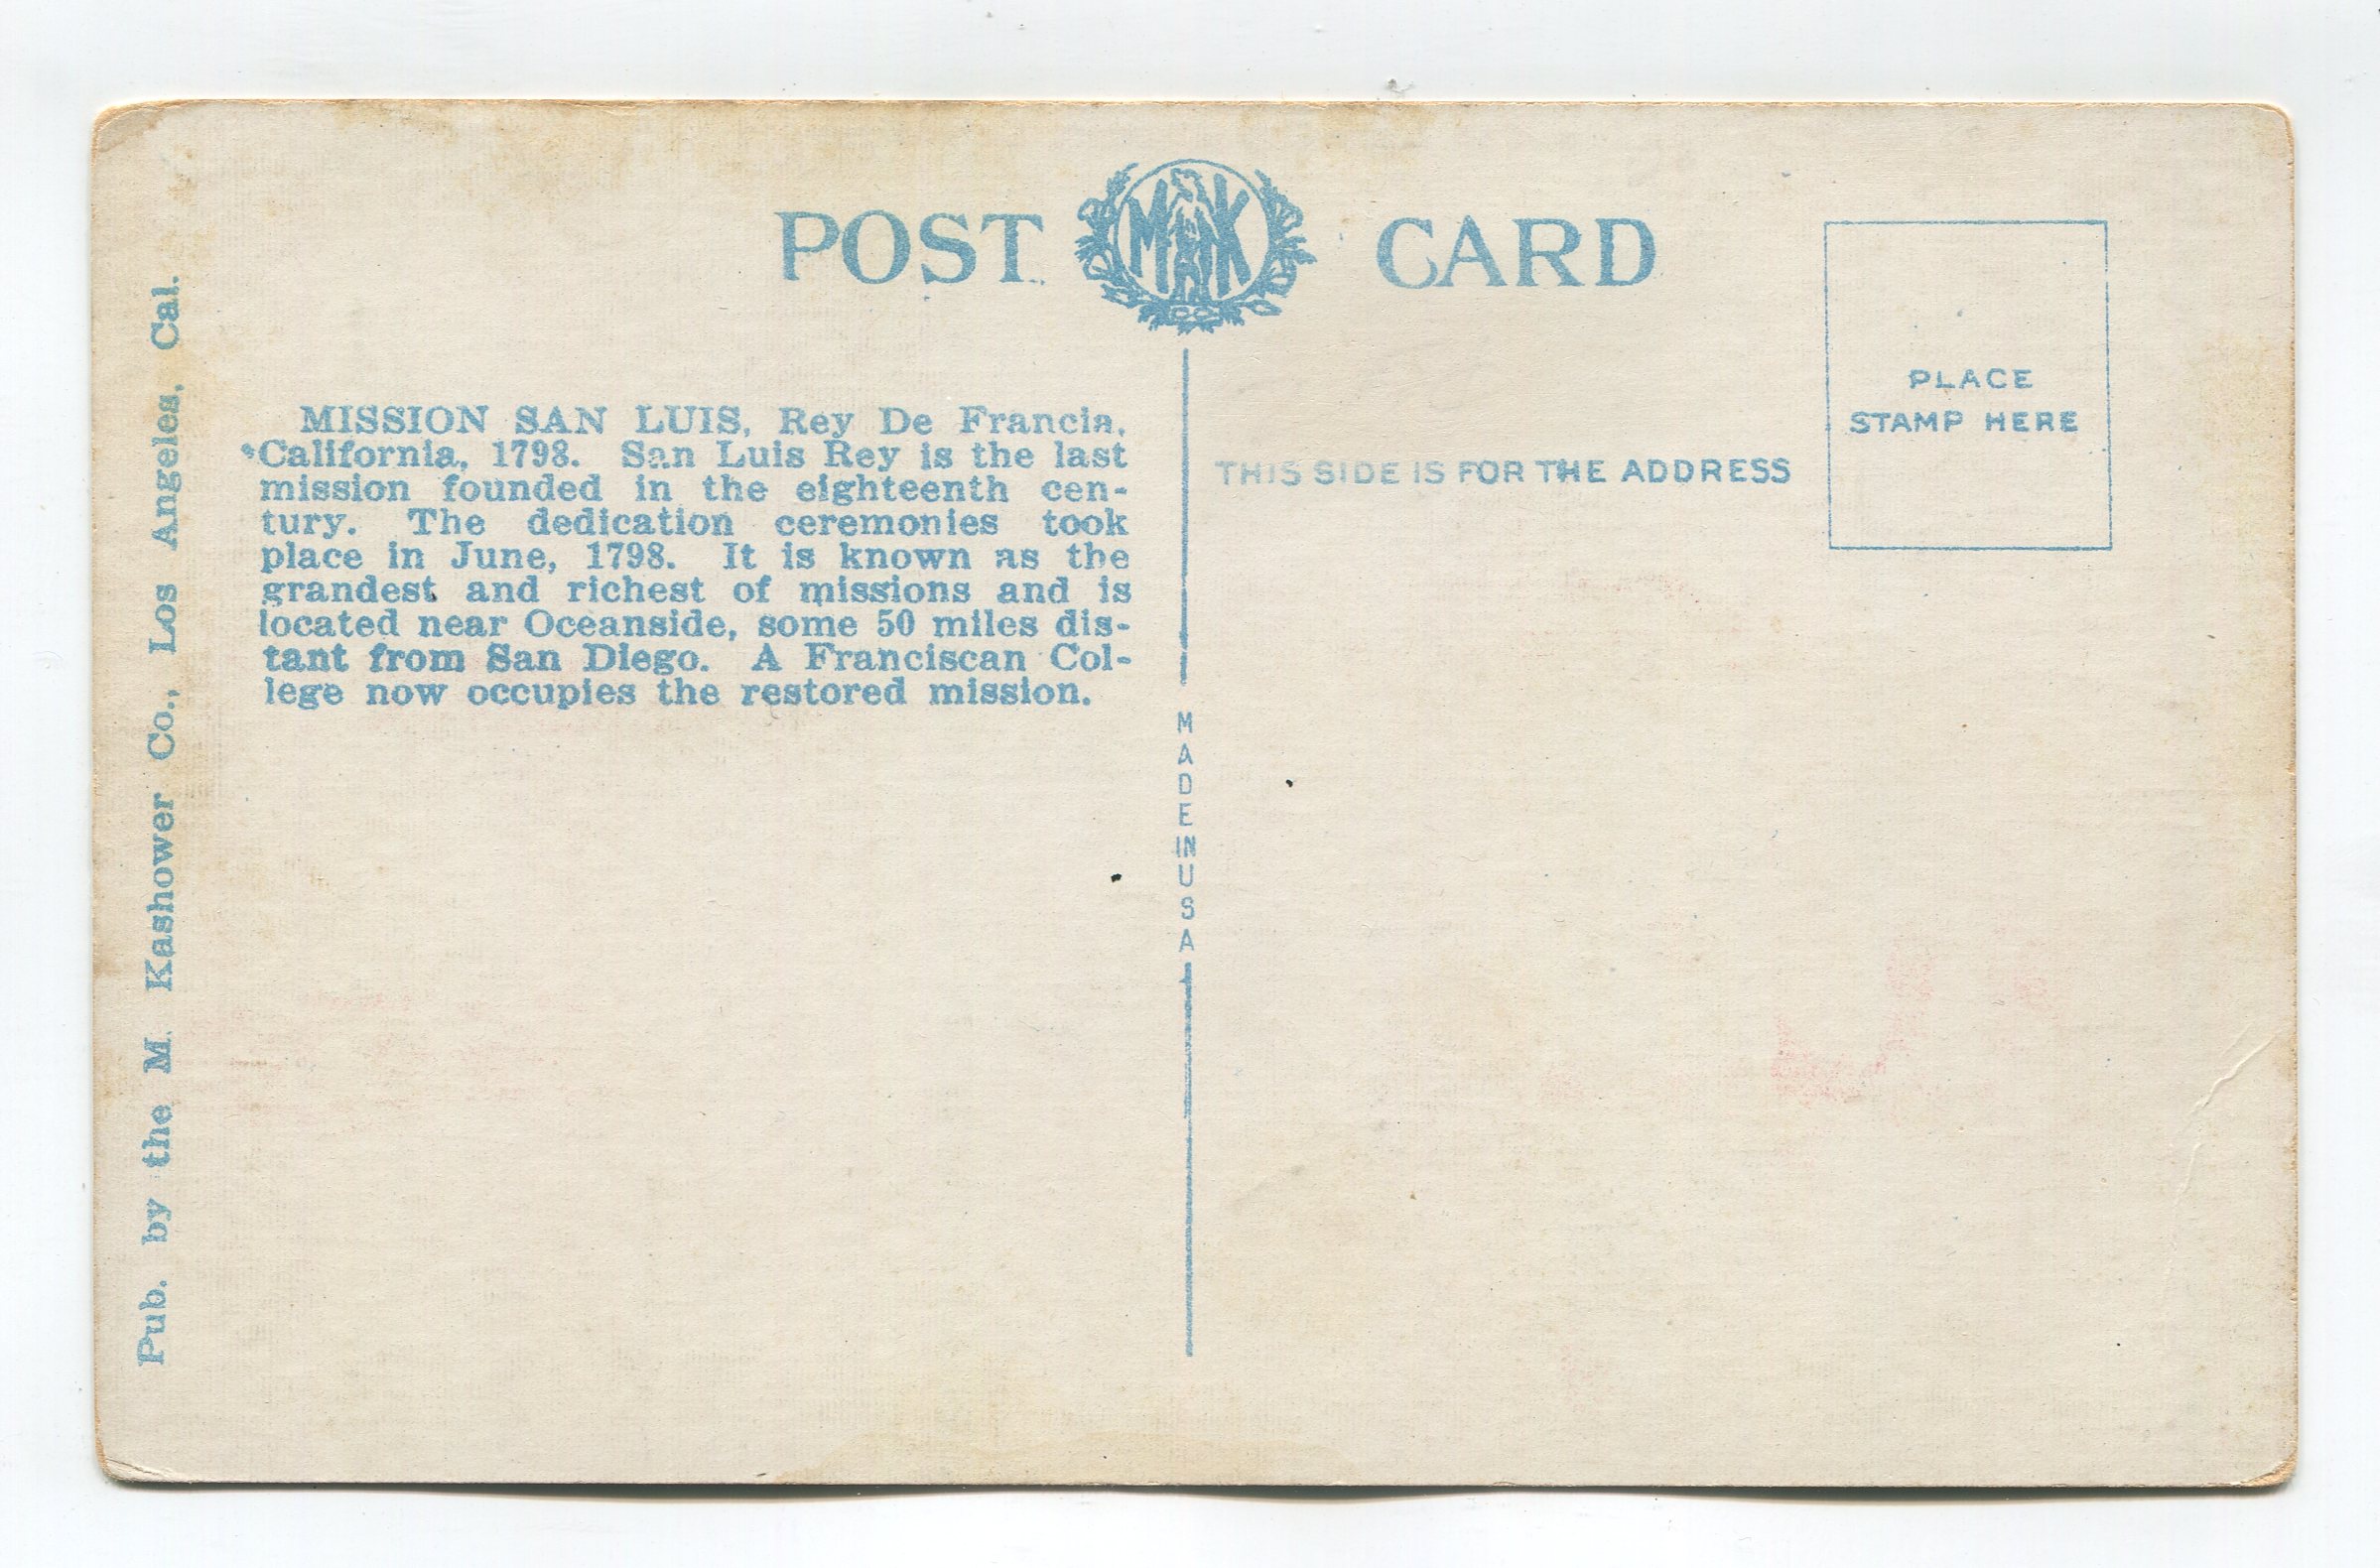 POST CARD
MK
CO
PLACE
STAMP HERE
THIS SIDE IS FOR THE ADDRESS
MISSION SAN LUIS, Rey De Francia,
California, 1798. San Luis Rey is the last
mission founded in the eighteenth cen-
tury. The dedication ceremonies took
place in June, 1798. It is known as the
grandest and richest of missions and is
located near Oceanside, some 50 miles dis-
tant from San Diego. A Franciscan Col-
lege now occupies the restored mission.
MADE IN USA
Pub. by the M. Kashower Co., Los Angeles, Cal.